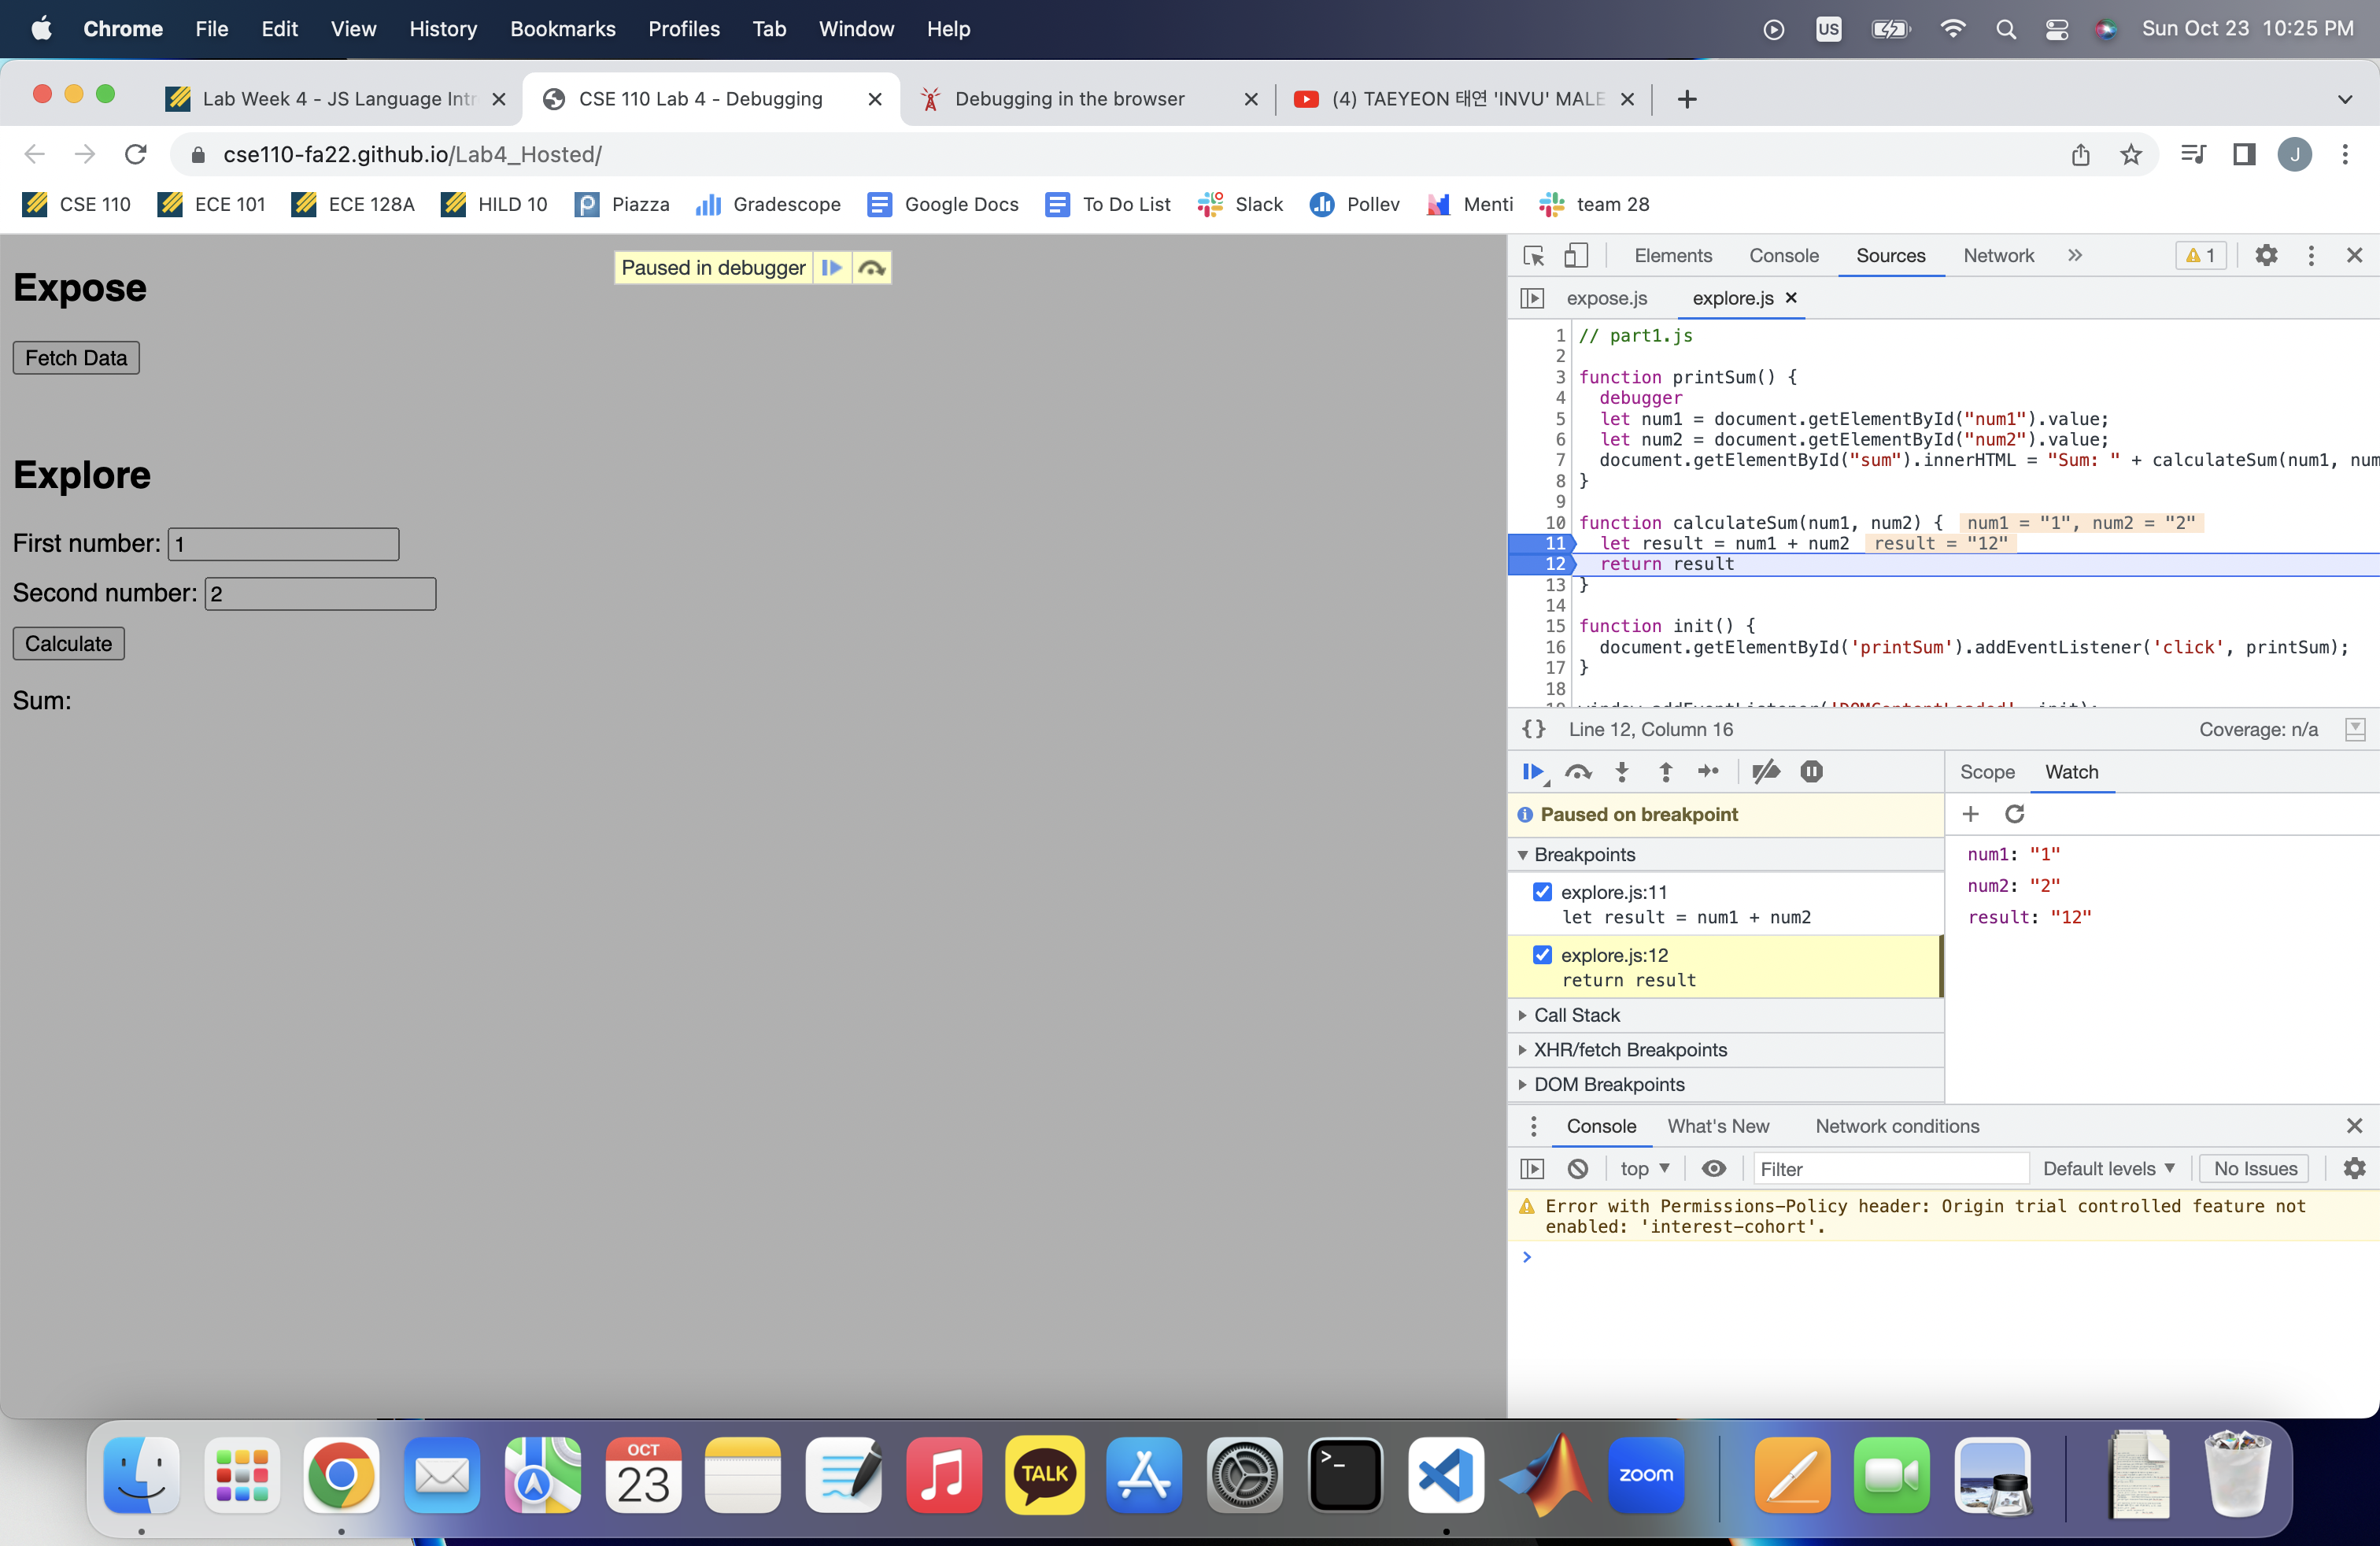 Chrome File Edit View History Bookmarks Profiles Tab Window Help US Sun Oct 23 10:25 PM
Lab Week 4 - JS Language Intr CSE 110 Lab 4 - Debugging Debugging in the browser (4) TAEYEON 태연 'INVU' MALE
cse110-fa22.github.io/Lab4_Hosted/ J
CSE 110 ECE 101 ECE 128A HILD 10 Piazza Gradescope Google Docs To Do List Slack Pollev Menti team 28
Paused in debugger
Expose
Fetch Data
Explore
First number: 1
Second number: 2
Calculate
Sum:
Elements Console Sources Network 1
expose.js explore.js
1 // part1.js
2
3 function printSum() {
4 debugger
5 let num1 = document.getElementById("num1").value;
6 let num2 = document.getElementById("num2").value;
7 document.getElementById("sum").innerHTML = "Sum: " + calculateSum(num1, num
8 }
9
10 function calculateSum(num1, num2) { num1 = "1", num2 = "2"
11 let result = num1 + num2 result = "12"
12 return result
13 }
14
15 function init() {
16 document.getElementById('printSum').addEventListener('click', printSum);
17 }
18
19 window.addEventListener('DOMContentLoaded', init);
{} Line 12, Column 16 Coverage: n/a
Scope Watch
Paused on breakpoint
Breakpoints
explore.js:11
let result = num1 + num2
explore.js:12
return result
Call Stack
XHR/fetch Breakpoints
DOM Breakpoints
num1: "1"
num2: "2"
result: "12"
Console What's New Network conditions
top Filter Default levels No Issues
Error with Permissions-Policy header: Origin trial controlled feature not
enabled: 'interest-cohort'.
OCT
23
TALK
zoom